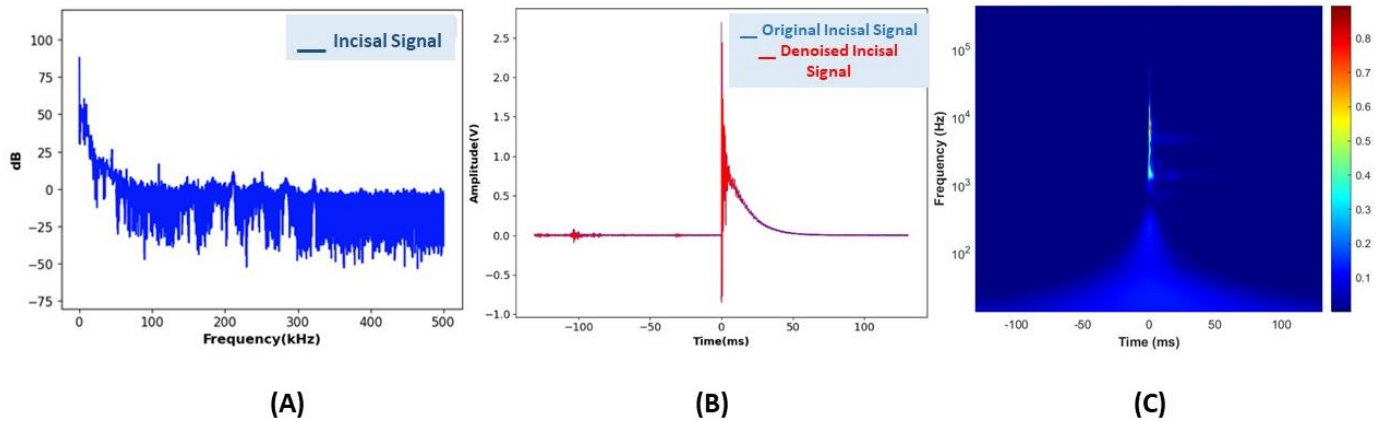 100
75
50
25
0
−25
−50
−75
dB
0 100 200 300 400 500
Frequency(kHz)
Incisal Signal
(A)
2.5
2.0
1.5
1.0
0.5
0.0
−0.5
−1.0
Amplitude(V)
−100 −50 0 50 100
Time(ms)
Original Incisal Signal
Denoised Incisal
Signal
(B)
10^5
10^4
10^3
10^2
Frequency (Hz)
-100 -50 0 50 100
Time (ms)
0.8
0.7
0.6
0.5
0.4
0.3
0.2
0.1
(C)